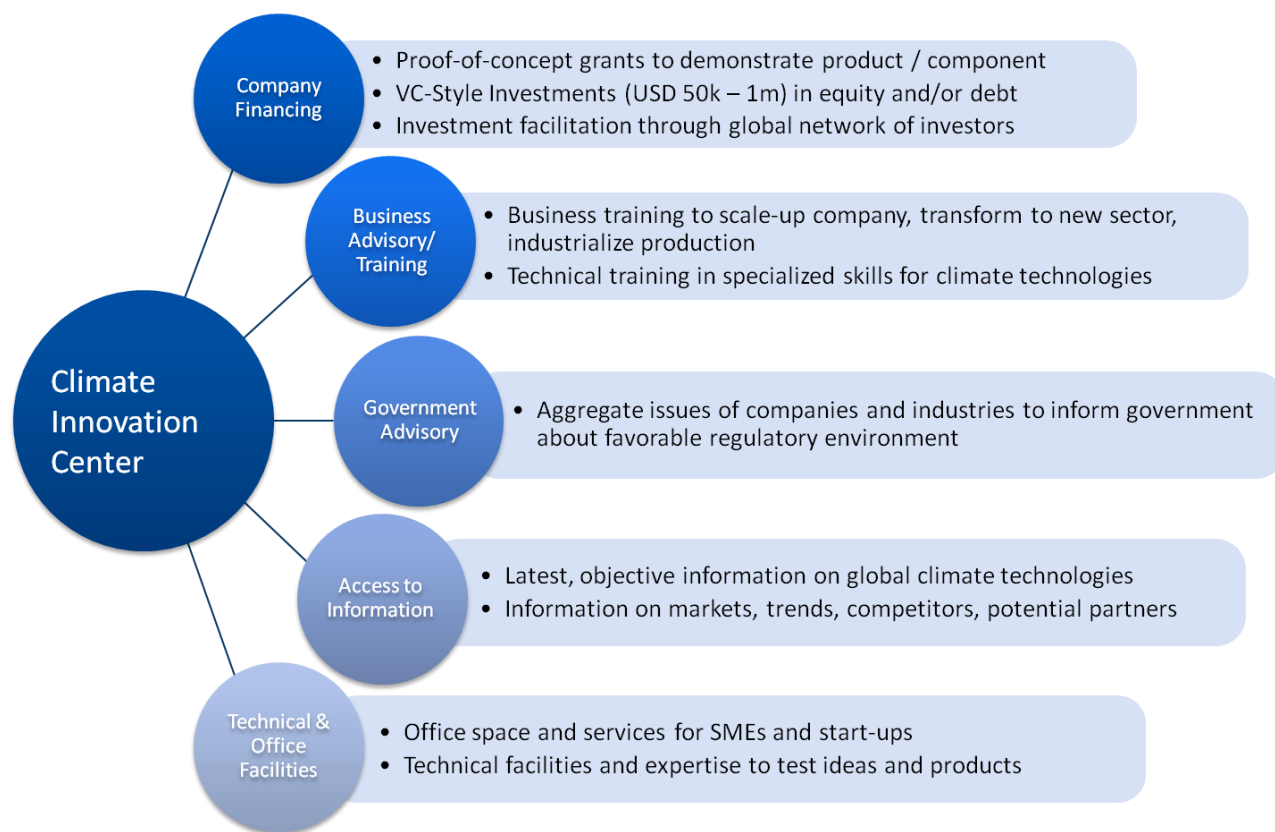 Company
Financing
• Proof-of-concept grants to demonstrate product / component
• VC-Style Investments (USD 50k – 1m) in equity and/or debt
• Investment facilitation through global network of investors
Business
Advisory/
Training
• Business training to scale-up company, transform to new sector,
industrialize production
• Technical training in specialized skills for climate technologies
Climate
Innovation
Center
Government
Advisory
• Aggregate issues of companies and industries to inform government
about favorable regulatory environment
Access to
Information
• Latest, objective information on global climate technologies
• Information on markets, trends, competitors, potential partners
Technical &
Office
Facilities
• Office space and services for SMEs and start-ups
• Technical facilities and expertise to test ideas and products